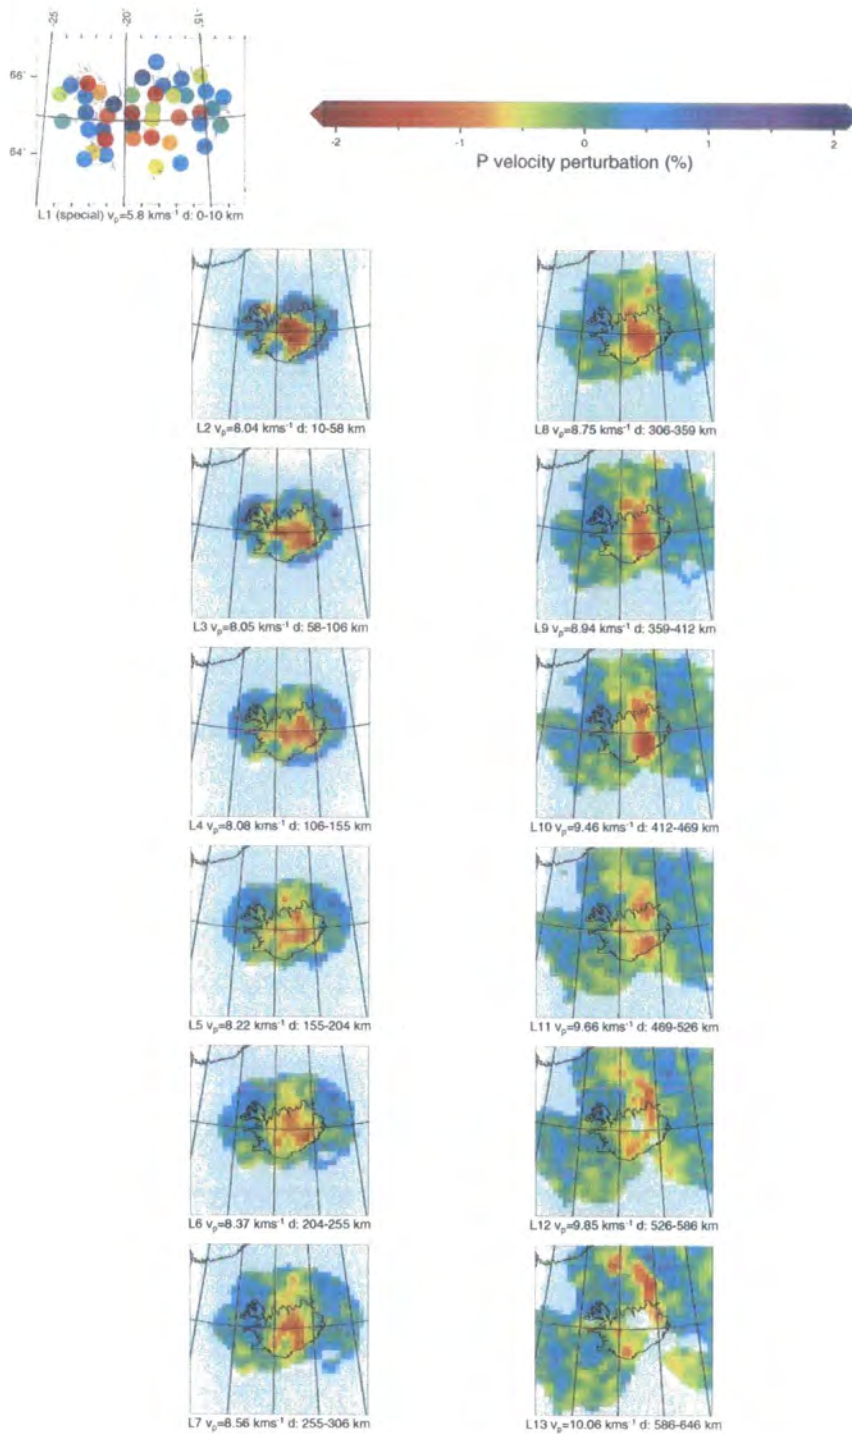 -25˚ -20˚ -15˚
66˚
64˚
L1 (special) vp=5.8 kms-1 d: 0-10 km
-2 -1 0 1 2
P velocity perturbation (%)
L2 vp=8.04 kms-1 d: 10-58 km
L8 vp=8.75 kms-1 d: 306-359 km
L3 vp=8.05 kms-1 d: 58-106 km
L9 vp=8.94 kms-1 d: 359-412 km
L4 vp=8.08 kms-1 d: 106-155 km
L10 vp=9.46 kms-1 d: 412-469 km
L5 vp=8.22 kms-1 d: 155-204 km
L11 vp=9.66 kms-1 d: 469-526 km
L6 vp=8.37 kms-1 d: 204-255 km
L12 vp=9.85 kms-1 d: 526-586 km
L7 vp=8.56 kms-1 d: 255-306 km
L13 vp=10.06 kms-1 d: 586-646 km